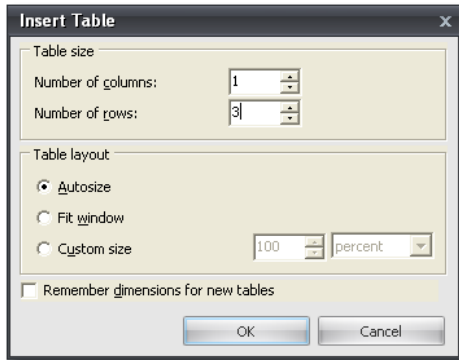 Insert Table x
Table size
Number of columns: 1
Number of rows: 3
Table layout
Autosize
Fit window
Custom size 100 percent
Remember dimensions for new tables
OK Cancel